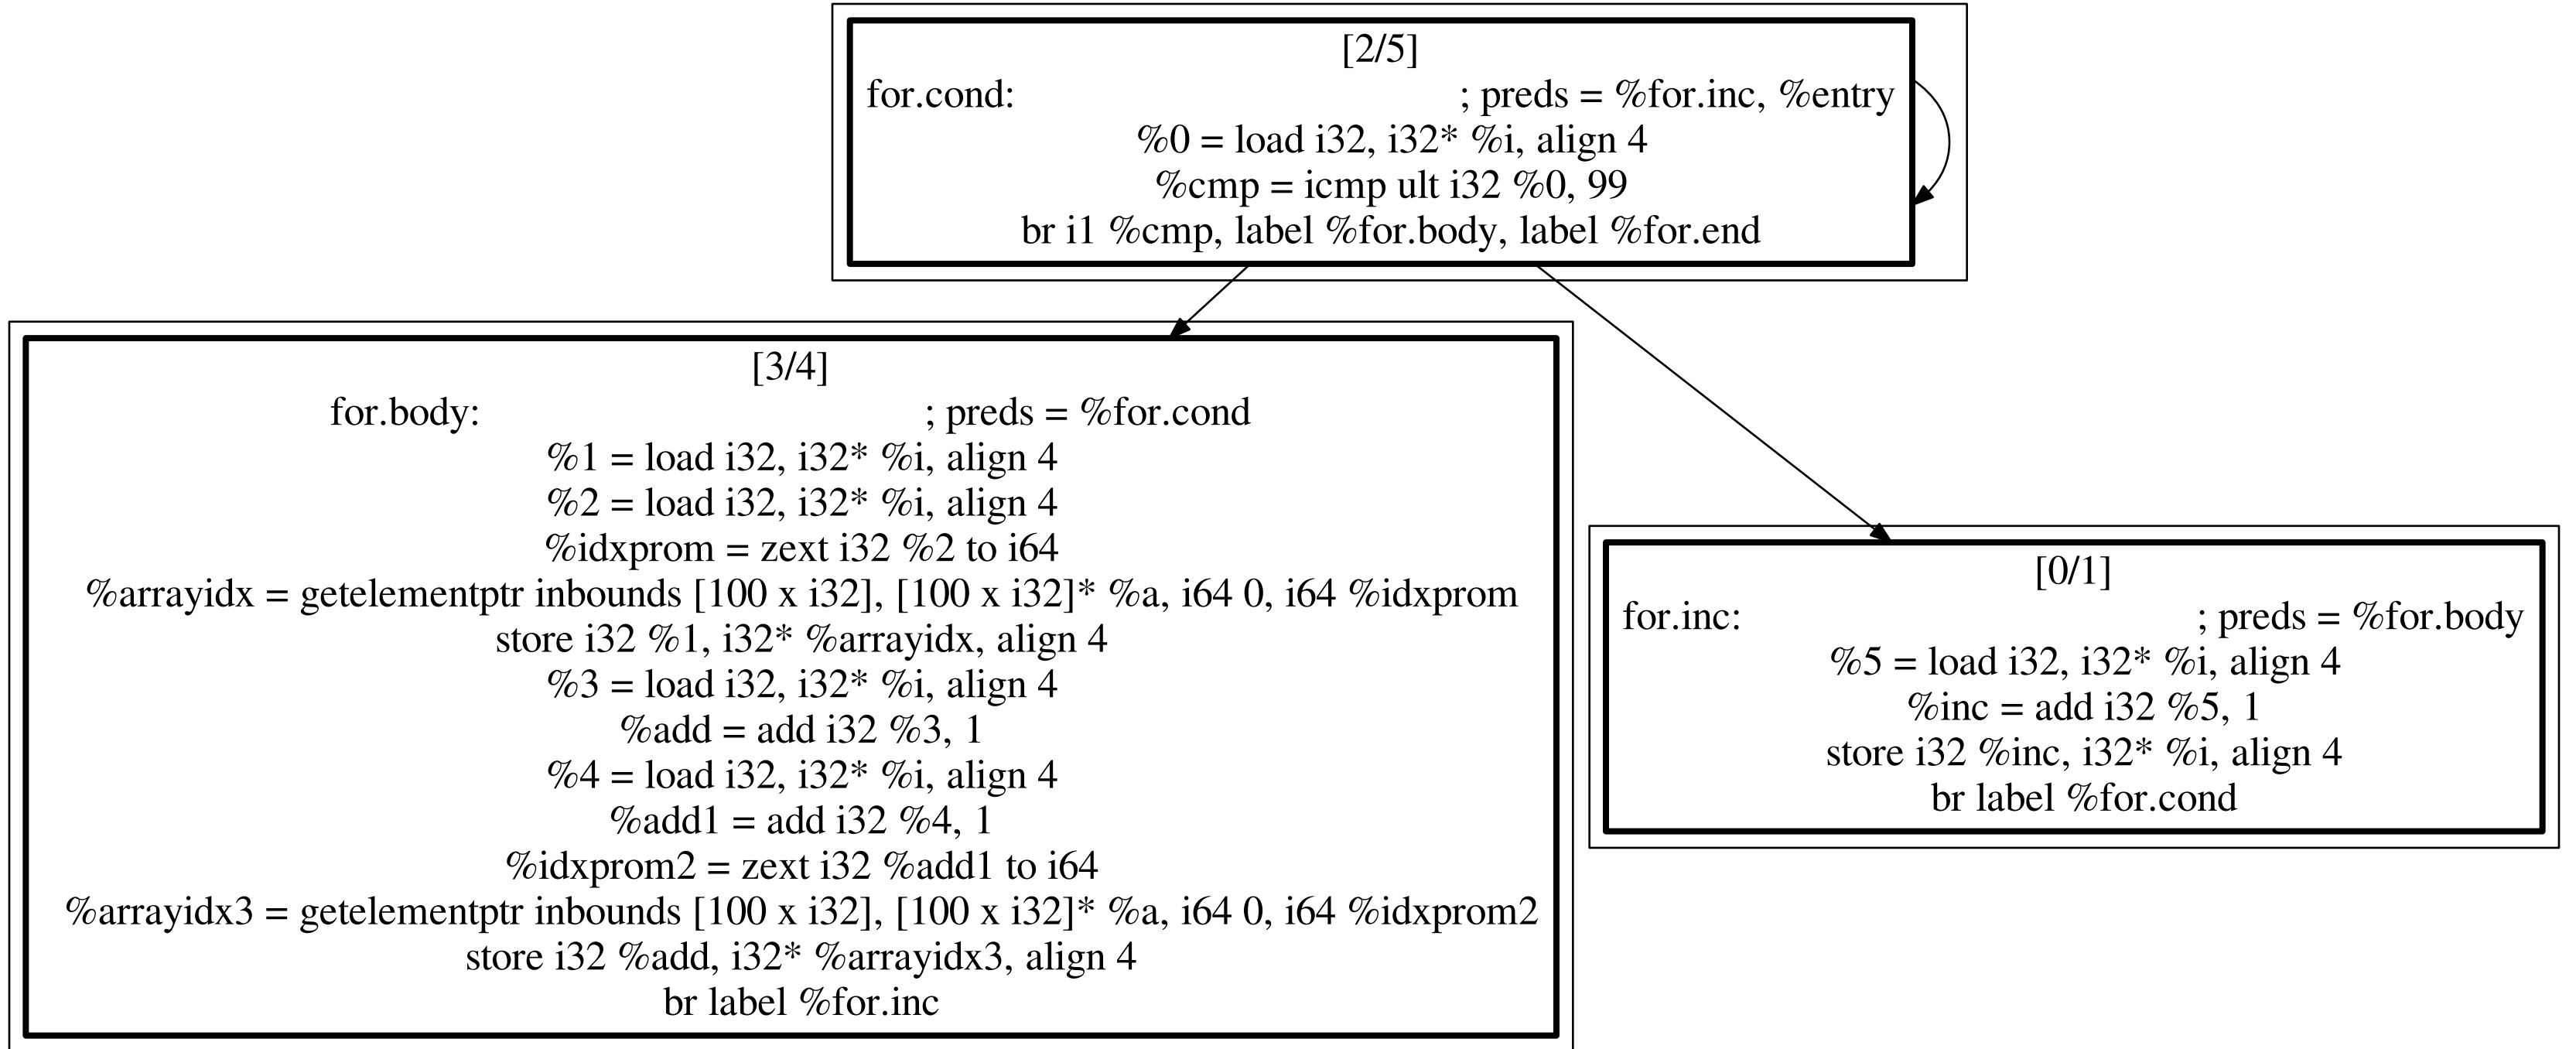 [2/5]
for.cond: ; preds = %for.inc, %entry
%0 = load i32, i32* %i, align 4
%cmp = icmp ult i32 %0, 99
br i1 %cmp, label %for.body, label %for.end
[3/4]
for.body: ; preds = %for.cond
%1 = load i32, i32* %i, align 4
%2 = load i32, i32* %i, align 4
%idxprom = zext i32 %2 to i64
%arrayidx = getelementptr inbounds [100 x i32], [100 x i32]* %a, i64 0, i64 %idxprom
store i32 %1, i32* %arrayidx, align 4
%3 = load i32, i32* %i, align 4
%add = add i32 %3, 1
%4 = load i32, i32* %i, align 4
%add1 = add i32 %4, 1
%idxprom2 = zext i32 %add1 to i64
%arrayidx3 = getelementptr inbounds [100 x i32], [100 x i32]* %a, i64 0, i64 %idxprom2
store i32 %add, i32* %arrayidx3, align 4
br label %for.inc
[0/1]
for.inc: ; preds = %for.body
%5 = load i32, i32* %i, align 4
%inc = add i32 %5, 1
store i32 %inc, i32* %i, align 4
br label %for.cond